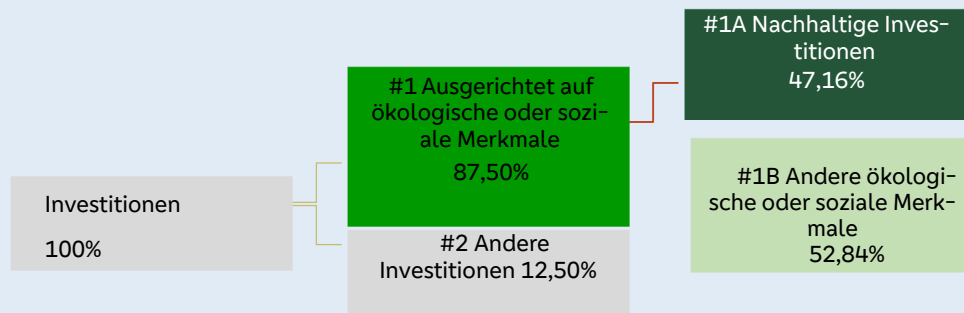 Investitionen
100%
#1 Ausgerichtet auf
ökologische oder sozi-
ale Merkmale
87,50%
#2 Andere
Investitionen 12,50%
#1A Nachhaltige Inves-
titionen
47,16%
#1B Andere ökologi-
sche oder soziale Merk-
male
52,84%